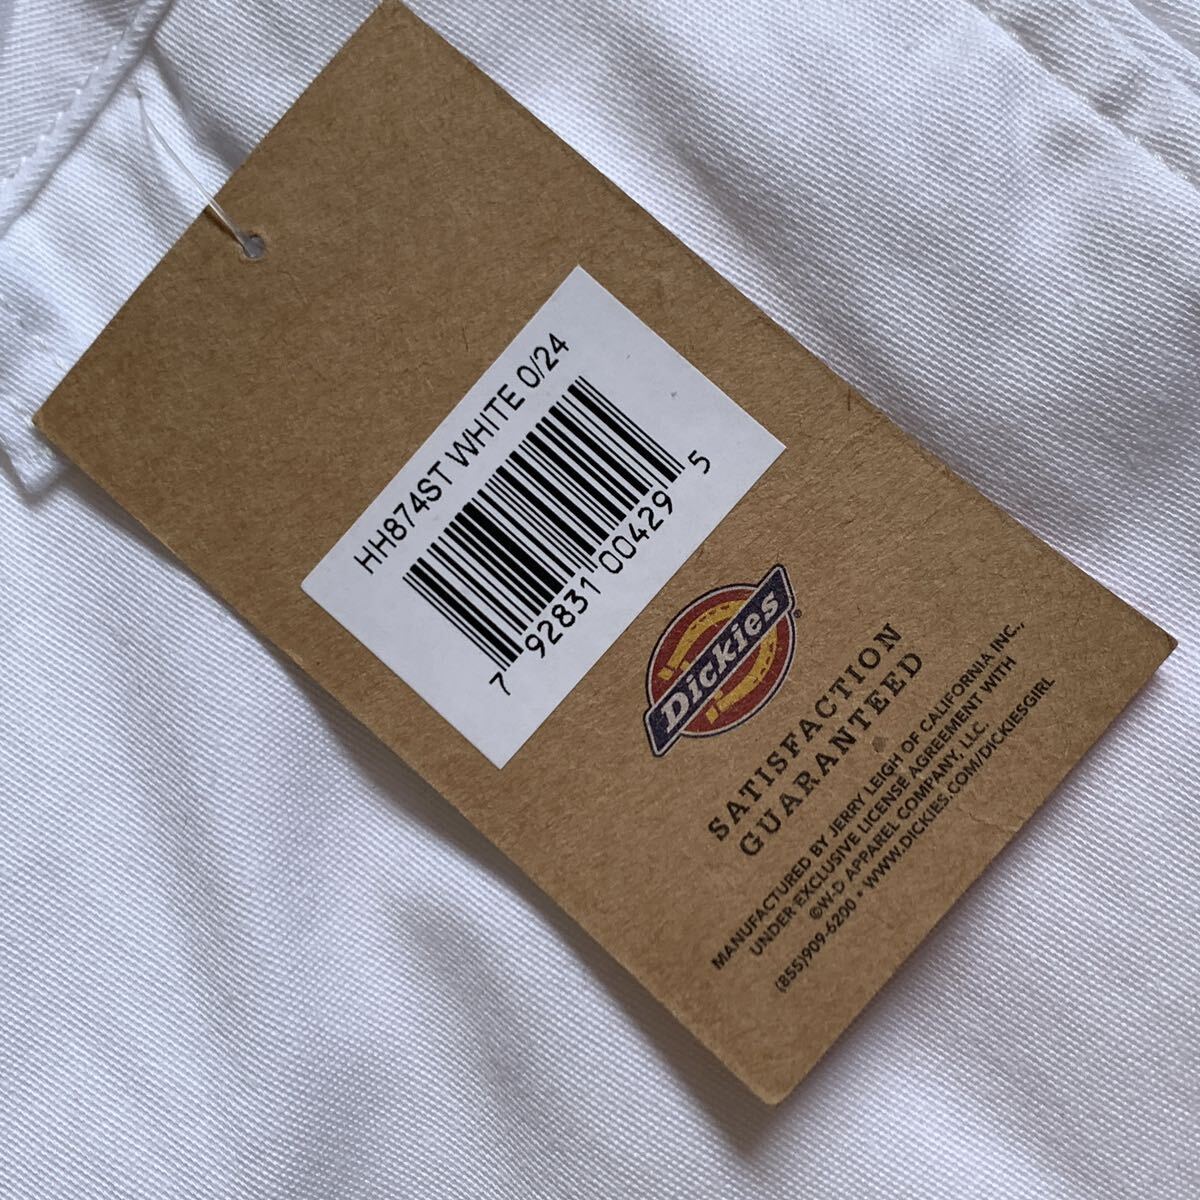 HH874ST WHITE 0/24
7 92831 00429 5
Dickies®
SATISFACTION
GUARANTEED
MANUFACTURED BY JERRY LEIGH OF CALIFORNIA INC.,
UNDER EXCLUSIVE LICENSE AGREEMENT WITH
©W-D APPAREL COMPANY, LLC
(855)909-6200 • WWW.DICKIES.COM/DICKIESGIRL